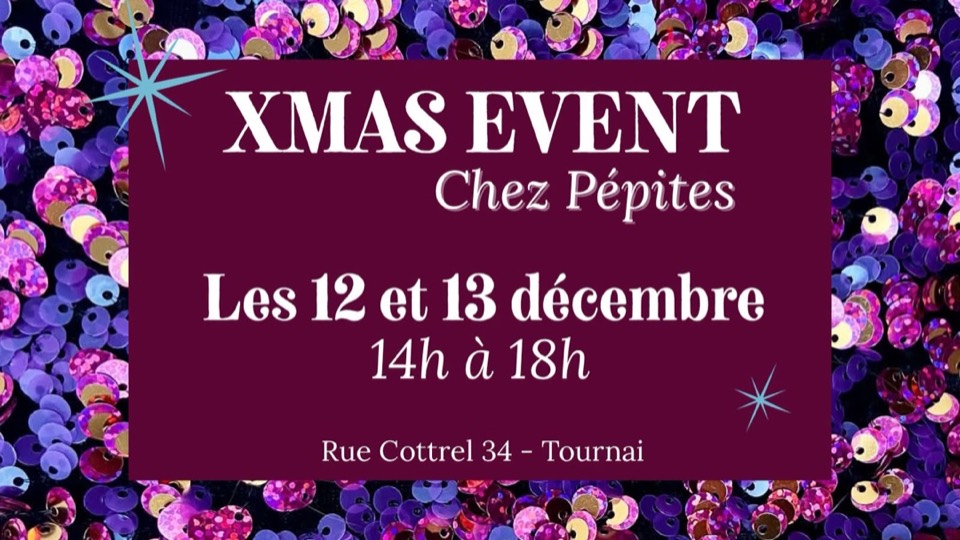 XMAS EVENT
Chez Pépites
Les 12 et 13 décembre
14h à 18h
Rue Cottrel 34 - Tournai